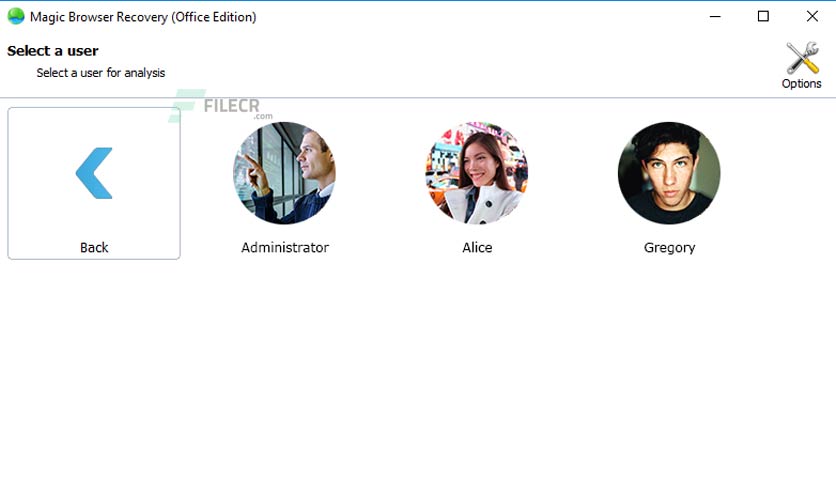 Magic Browser Recovery (Office Edition)
Select a user
Select a user for analysis
Options
FILECR
.com
Back
Administrator
Alice
Gregory